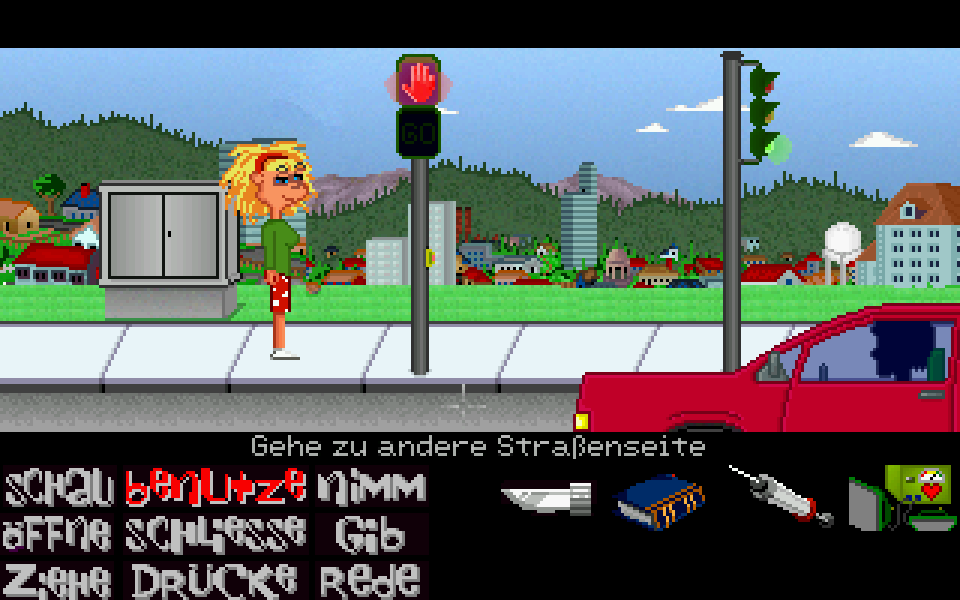 GO
Gehe zu andere Straßenseite
Schau benutze nimm
öffne schliesse Gib
Ziehe Drücke Rede